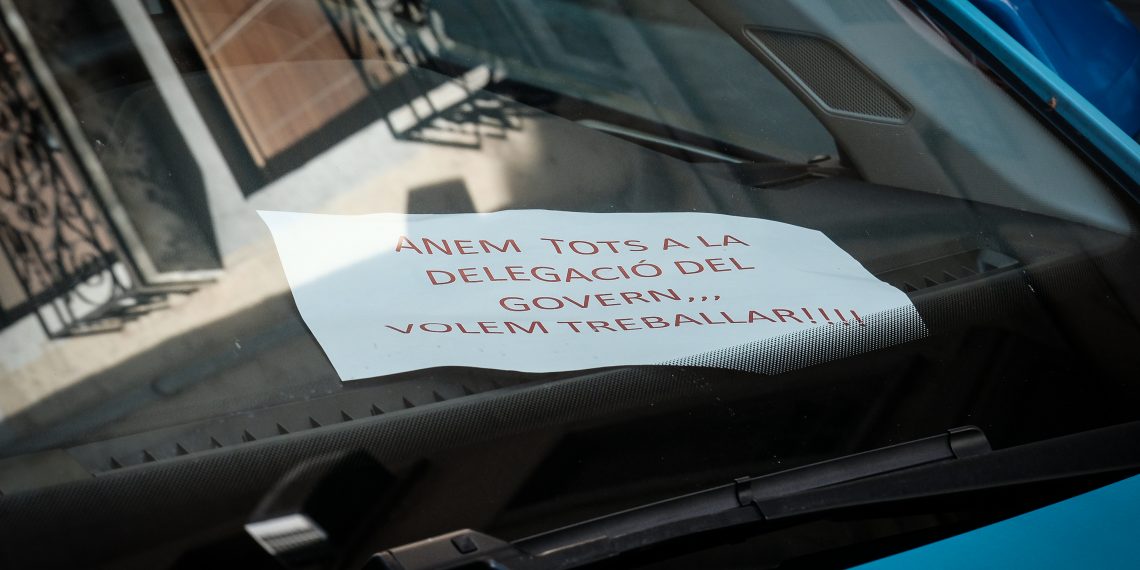 ANEM TOTS A LA
DELEGACIÓ DEL
GOVERN,,,
VOLEM TREBALLAR!!!!